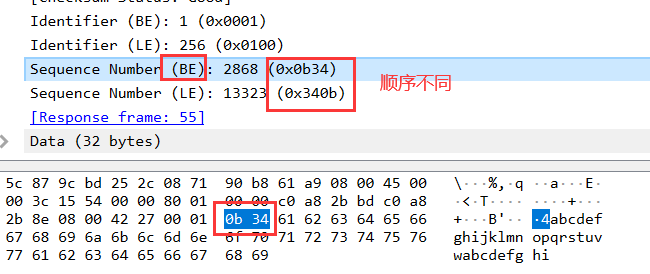 [Checksum Status: Good]
Identifier (BE): 1 (0x0001)
Identifier (LE): 256 (0x0100)
Sequence Number (BE): 2868 (0x0b34)
Sequence Number (LE): 13323 (0x340b)
顺序不同
[Response frame: 55]
Data (32 bytes)
5c 87 9c bd 25 2c 08 71 90 b8 61 a9 08 00 45 00 \···%,·q ··a···E·
00 3c 15 54 00 00 80 01 00 00 c0 a8 2b bd c0 a8 ·<·T···· ····+···
2b 8e 08 00 42 27 00 01 0b 34 61 62 63 64 65 66 +···B'·· ·4abcdef
67 68 69 6a 6b 6c 6d 6e 6f 70 71 72 73 74 75 76 ghijklmn opqrstuv
77 61 62 63 64 65 66 67 68 69 wabcdefg hi